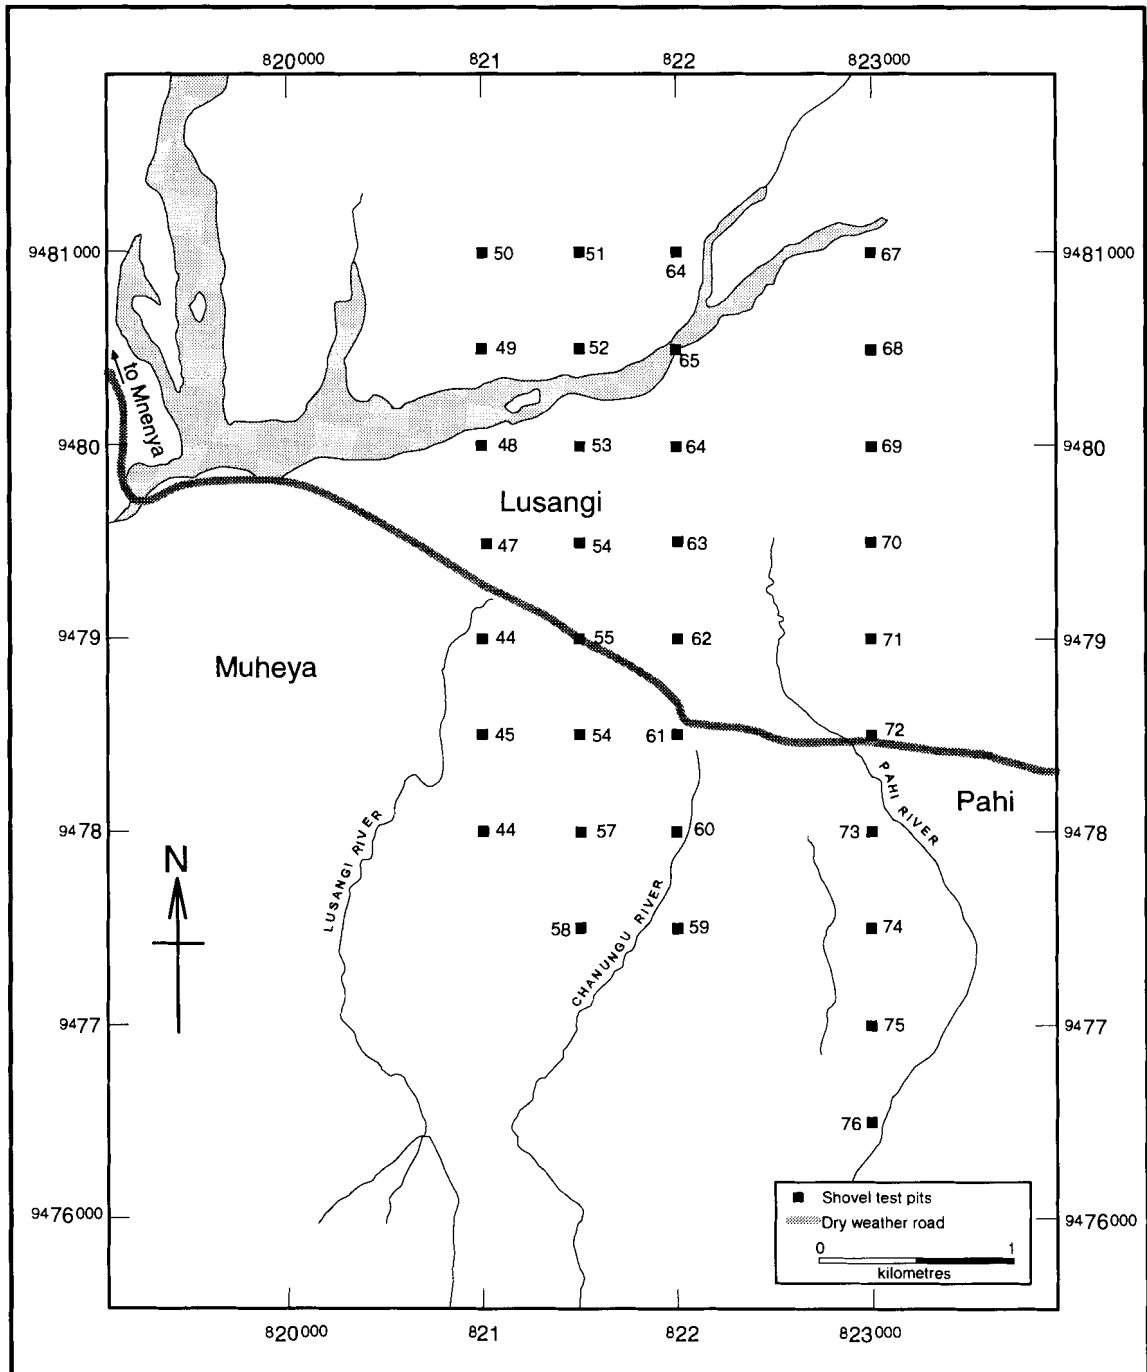 820000 821 822 823000
9481000 50 51 64 67 9481000
49 52 65 68
to Mnenya
9480 48 53 64 69 9480
Lusangi
47 54 63 70
9479 44 55 62 71 9479
Muheya
45 54 61 72
PAHI RIVER
Pahi
LUSANGI RIVER
9478 44 57 60 73 9478
N
58 59 74
CHANUNGU RIVER
9477 75 9477
76
9476000 9476000
Shovel test pits
Dry weather road
0 1
kilometres
820000 821 822 823000